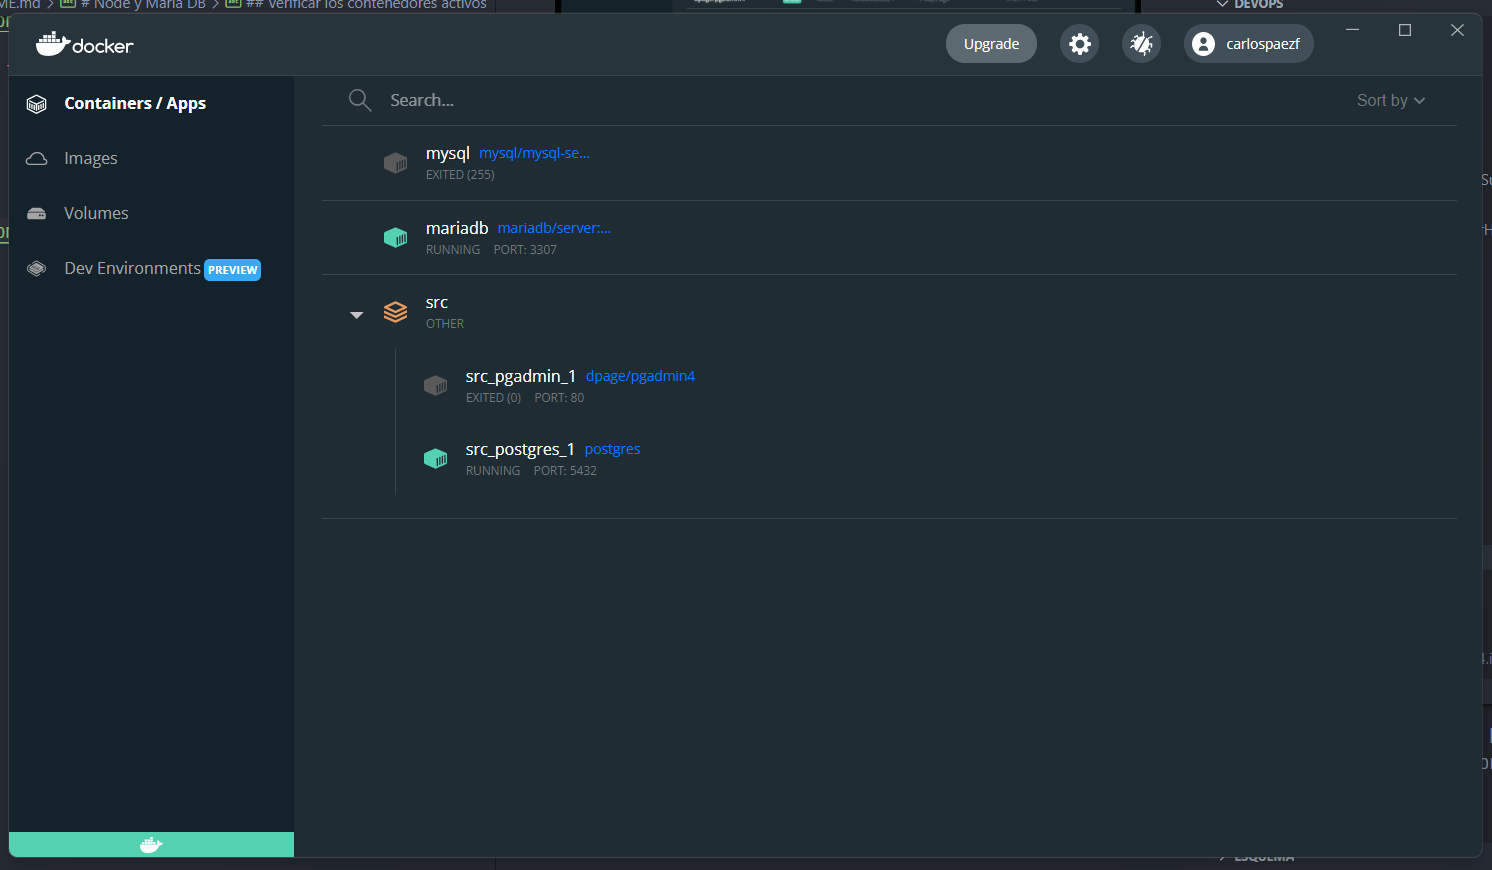 ME.md > # Node y Maria DB > ## Verificar los contenedores activos
DEVOPS
docker
Upgrade
carlospaezf
Containers / Apps
Images
Volumes
Dev Environments PREVIEW
Search...
Sort by
mysql mysql/mysql-se...
EXITED (255)
mariadb mariadb/server:...
RUNNING PORT: 3307
src
OTHER
src_pgadmin_1 dpage/pgadmin4
EXITED (0) PORT: 80
src_postgres_1 postgres
RUNNING PORT: 5432
ESQUEMA